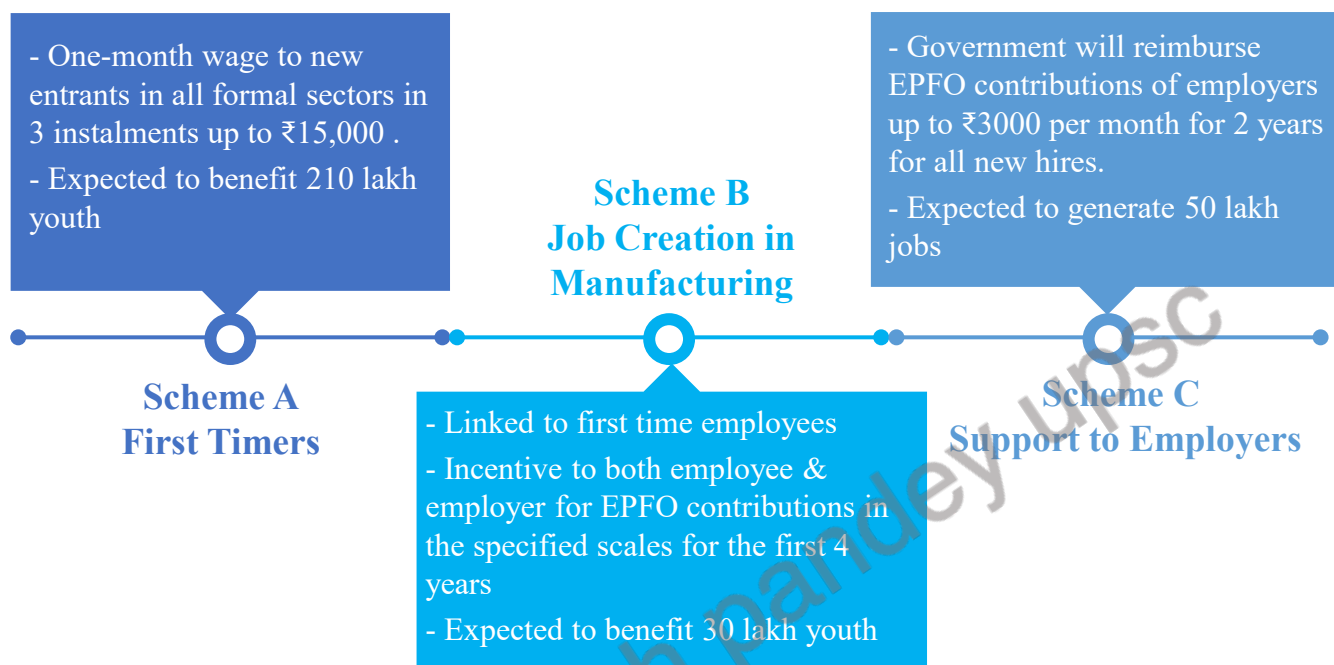 - One-month wage to new
entrants in all formal sectors in
3 instalments up to ₹15,000 .
- Expected to benefit 210 lakh
youth
Scheme A
First Timers
Scheme B
Job Creation in
Manufacturing
- Linked to first time employees
- Incentive to both employee &
employer for EPFO contributions in
the specified scales for the first 4
years
- Expected to benefit 30 lakh youth
- Government will reimburse
EPFO contributions of employers
up to ₹3000 per month for 2 years
for all new hires.
- Expected to generate 50 lakh
jobs
Scheme C
Support to Employers
h pandey upsc